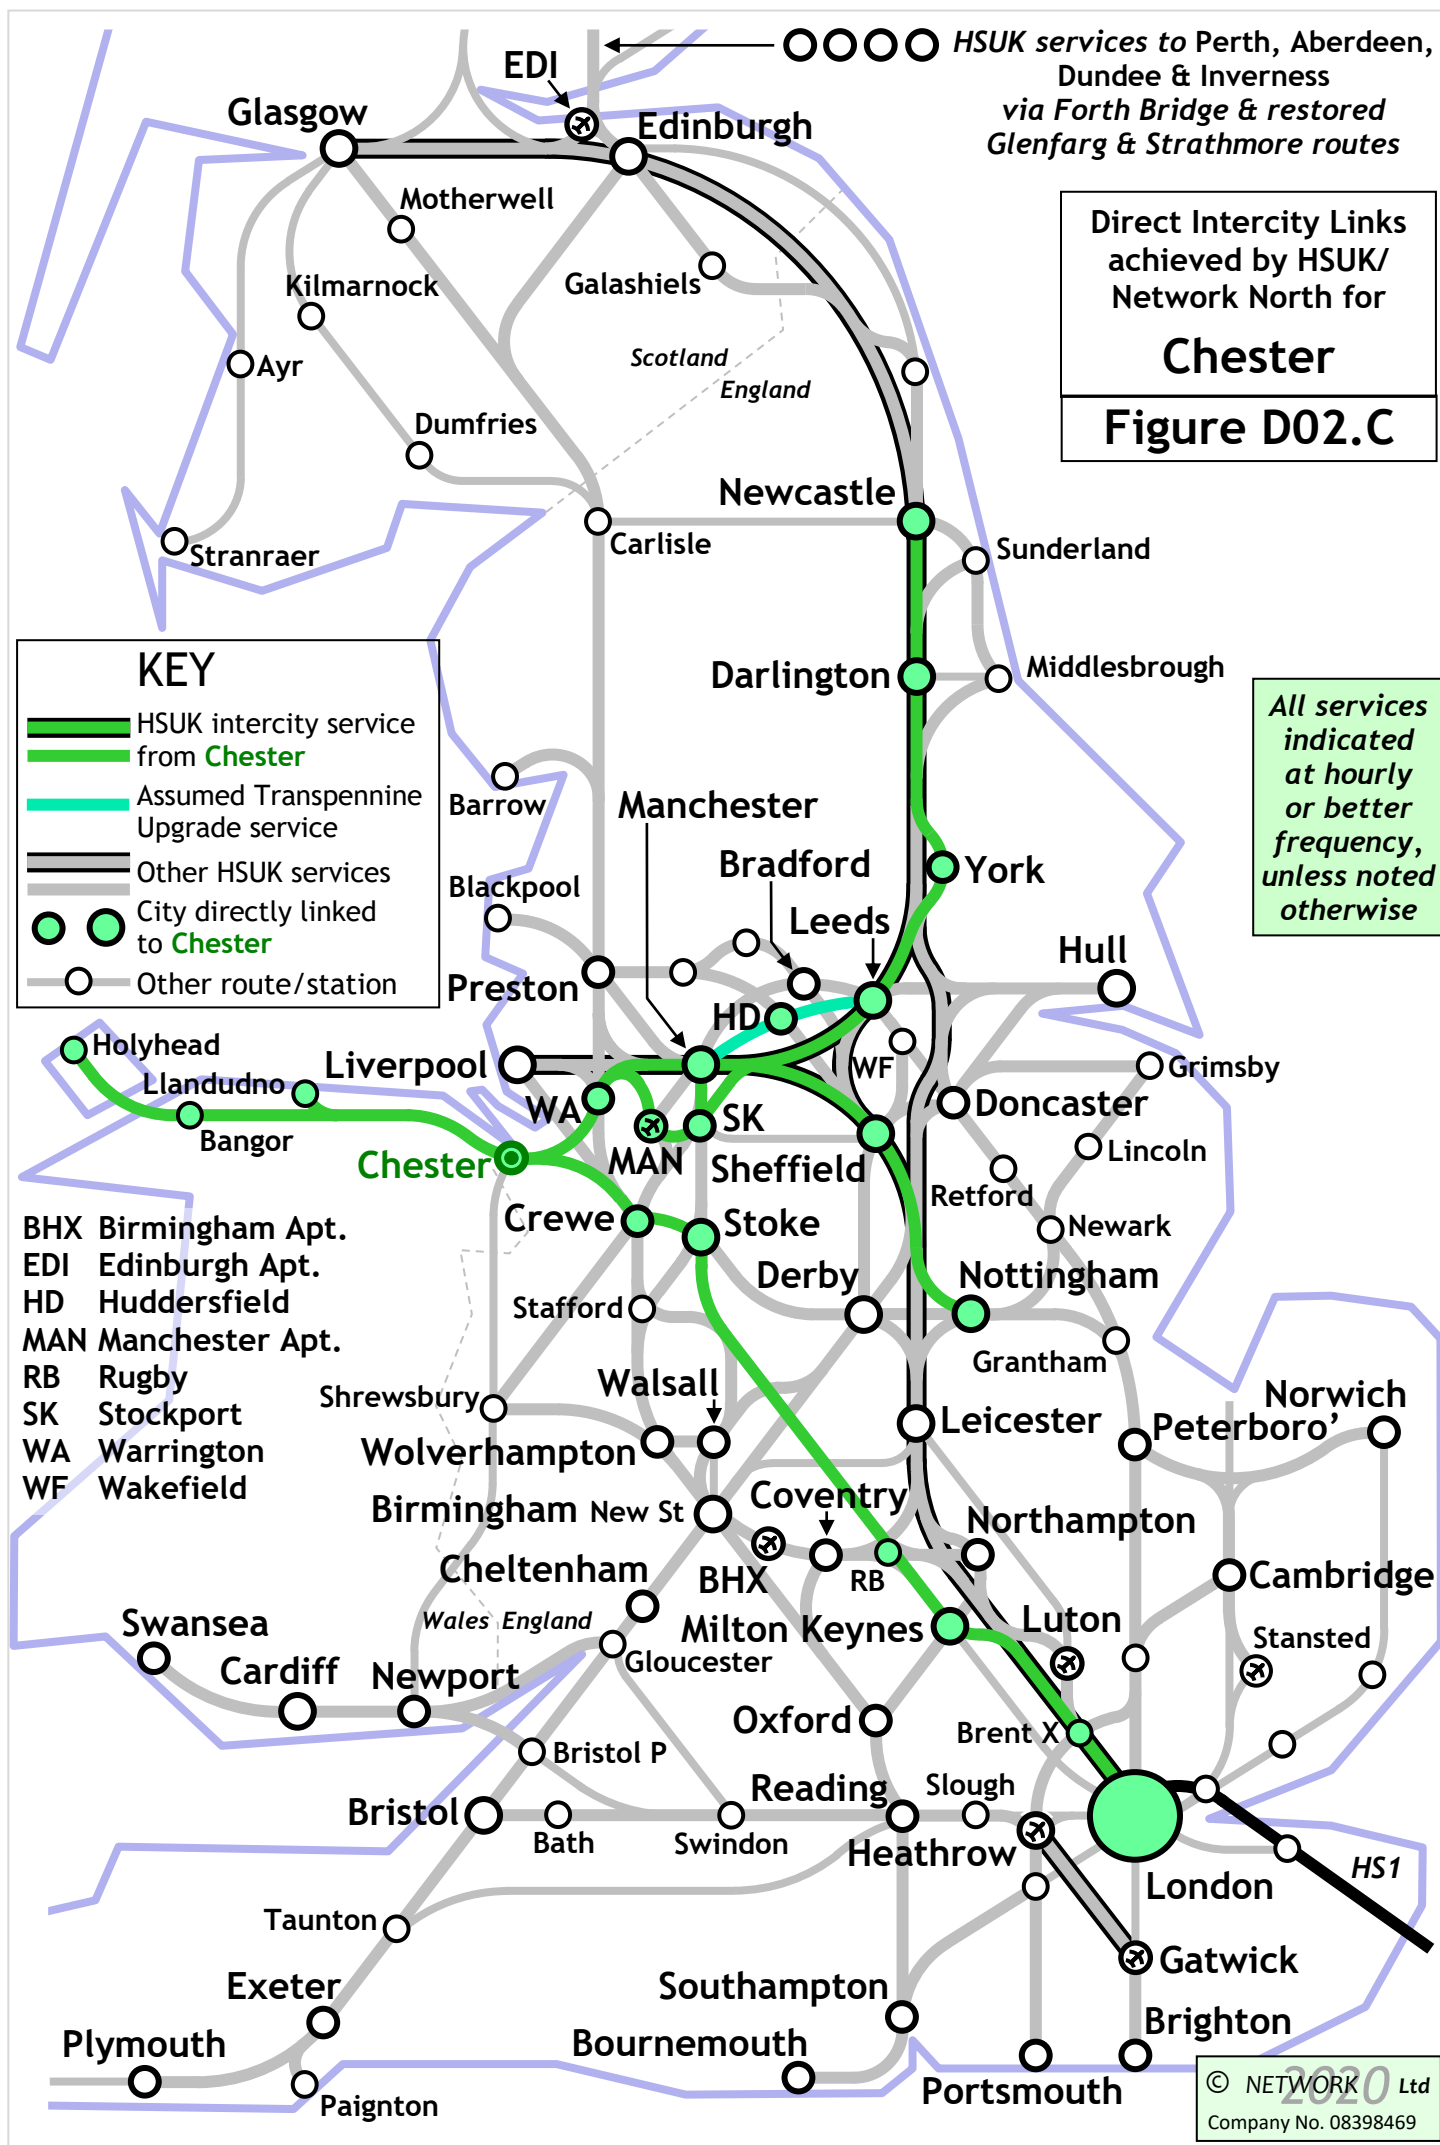 HSUK services to Perth, Aberdeen,
Dundee & Inverness
via Forth Bridge & restored
Glenfarg & Strathmore routes
EDI
Glasgow
Edinburgh
Motherwell
Kilmarnock
Galashiels
Ayr
Scotland
England
Dumfries
Direct Intercity Links
achieved by HSUK/
Network North for
Chester
Figure D02.C
Newcastle
Carlisle
Sunderland
Stranraer
Darlington
Middlesbrough
KEY
HSUK intercity service
from Chester
Assumed Transpennine
Upgrade service
Other HSUK services
City directly linked
to Chester
Other route/station
All services
indicated
at hourly
or better
frequency,
unless noted
otherwise
Barrow
Manchester
Bradford
York
Blackpool
Leeds
Hull
Preston
HD
Holyhead
Liverpool
WF
Grimsby
Llandudno
WA
SK
Doncaster
Bangor
Chester
MAN
Sheffield
Lincoln
Retford
Crewe
Stoke
Newark
BHX Birmingham Apt.
EDI Edinburgh Apt.
HD Huddersfield
MAN Manchester Apt.
RB Rugby
SK Stockport
WA Warrington
WF Wakefield
Derby
Nottingham
Stafford
Grantham
Shrewsbury
Walsall
Norwich
Leicester
Peterboro'
Wolverhampton
Coventry
Birmingham New St
Northampton
Cheltenham
BHX
RB
Cambridge
Swansea
Wales England
Milton Keynes
Luton
Stansted
Cardiff
Newport
Gloucester
Oxford
Brent X
Bristol P
Reading
Slough
Bristol
Bath
Swindon
Heathrow
HS1
London
Taunton
Gatwick
Exeter
Southampton
Brighton
Plymouth
Bournemouth
Portsmouth
Paignton
© NETWORK 2020 Ltd
Company No. 08398469